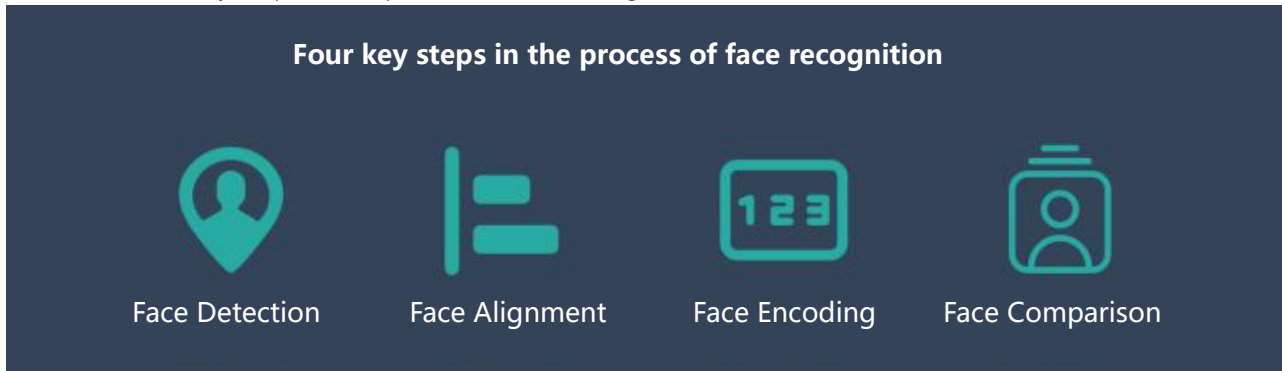 Four key steps in the process of face recognition
123
Face Detection Face Alignment Face Encoding Face Comparison